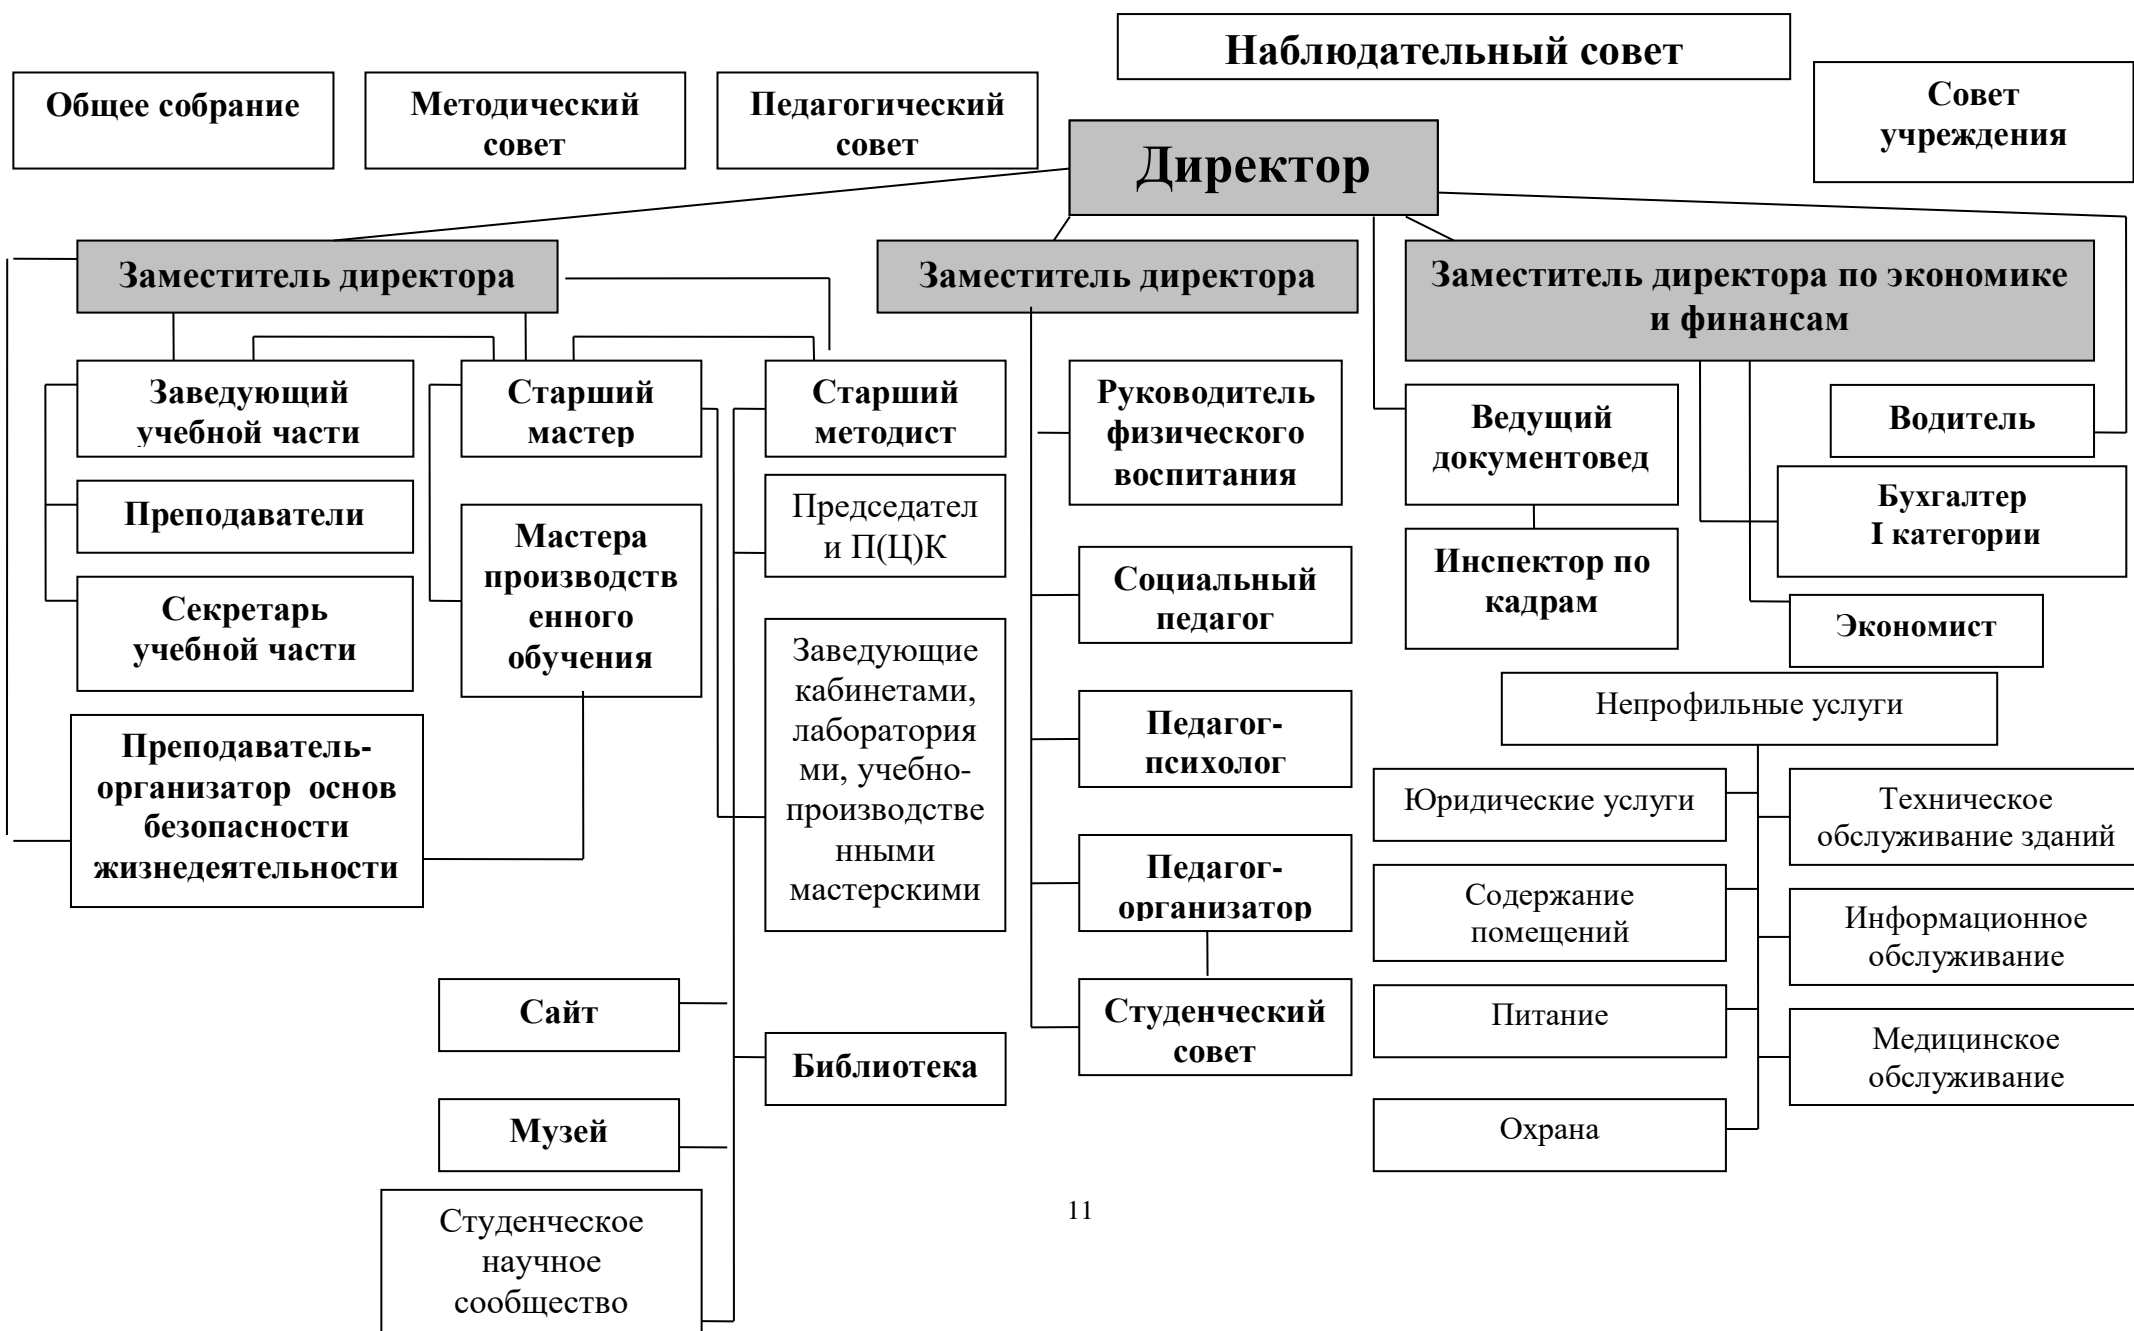 Наблюдательный совет
Общее собрание
Методический
совет
Педагогический
совет
Совет
учреждения
Директор
Заместитель директора
Заместитель директора
Заместитель директора по экономике
и финансам
Заведующий
учебной части
Старший
мастер
Старший
методист
Руководитель
физического
воспитания
Ведущий
документовед
Водитель
Преподаватели
Председател
и П(Ц)К
Бухгалтер
I категории
Мастера
производств
енного
обучения
Инспектор по
кадрам
Социальный
педагог
Секретарь
учебной части
Экономист
Заведующие
кабинетами,
лаборатория
ми, учебно-
производстве
нными
мастерскими
Непрофильные услуги
Преподаватель-
организатор основ
безопасности
жизнедеятельности
Педагог-
психолог
Юридические услуги
Техническое
обслуживание зданий
Педагог-
организатор
Содержание
помещений
Информационное
обслуживание
Сайт
Студенческий
совет
Питание
Медицинское
обслуживание
Библиотека
Музей
Охрана
Студенческое
научное
сообщество
11